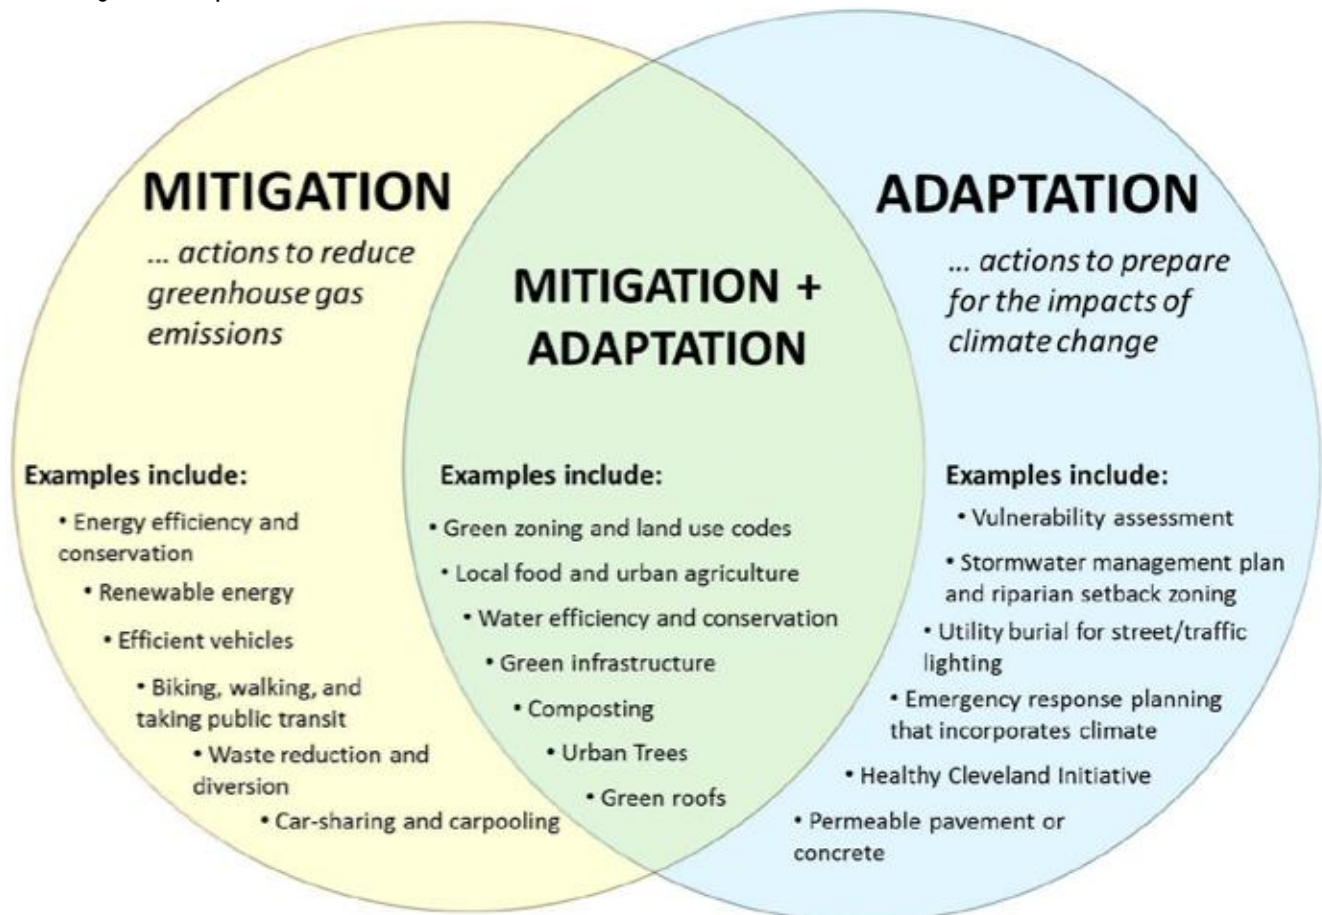 MITIGATION
... actions to reduce
greenhouse gas
emissions
Examples include:
• Energy efficiency and
conservation
• Renewable energy
• Efficient vehicles
• Biking, walking, and
taking public transit
• Waste reduction and
diversion
• Car-sharing and carpooling
MITIGATION +
ADAPTATION
Examples include:
• Green zoning and land use codes
• Local food and urban agriculture
• Water efficiency and conservation
• Green infrastructure
• Composting
• Urban Trees
• Green roofs
ADAPTATION
... actions to prepare
for the impacts of
climate change
Examples include:
• Vulnerability assessment
• Stormwater management plan
and riparian setback zoning
• Utility burial for street/traffic
lighting
• Emergency response planning
that incorporates climate
• Healthy Cleveland Initiative
• Permeable pavement or
concrete